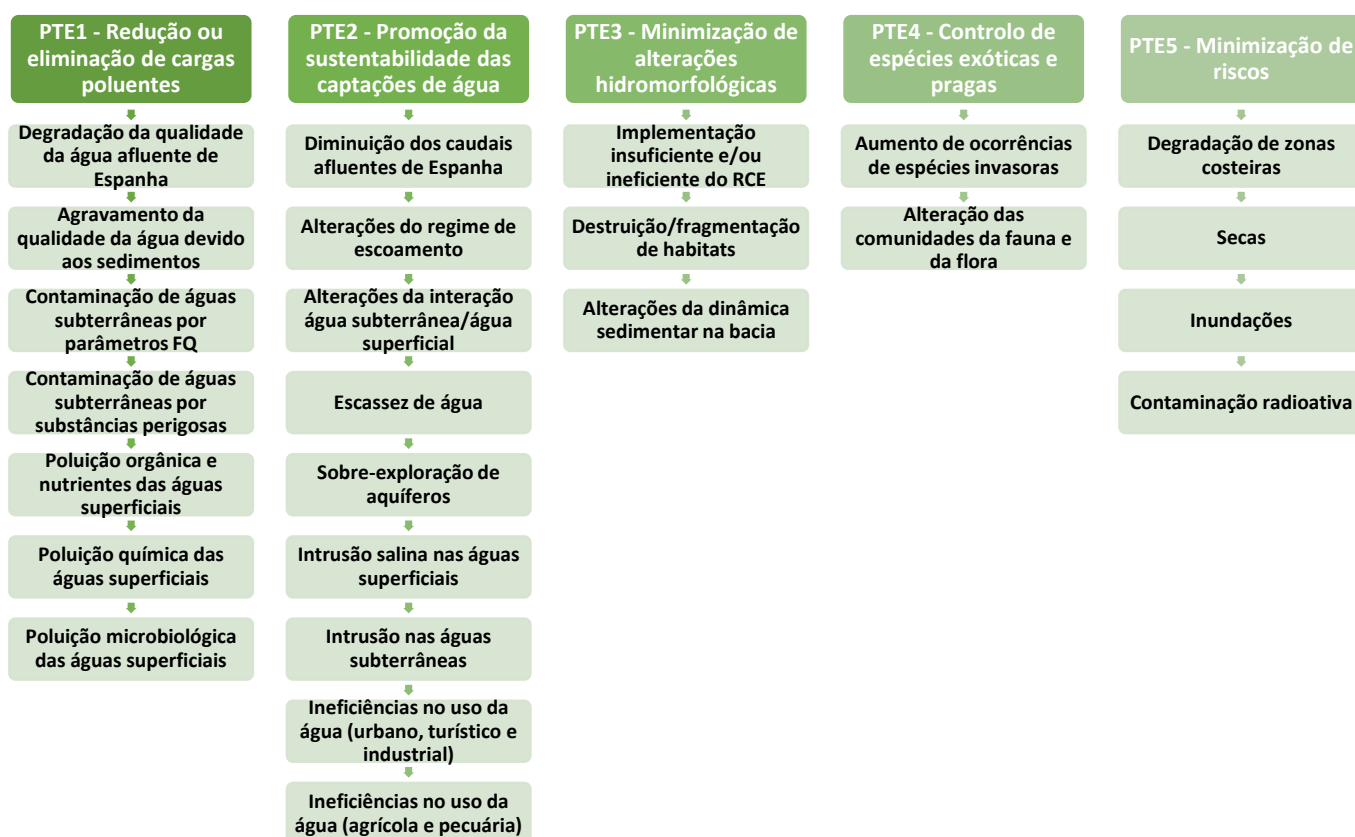 PTE1 - Redução ou
eliminação de cargas
poluentes
Degradação da qualidade
da água afluente de
Espanha
Agravamento da
qualidade da água devido
aos sedimentos
Contaminação de águas
subterrâneas por
parâmetros FQ
Contaminação de águas
subterrâneas por
substâncias perigosas
Poluição orgânica e
nutrientes das águas
superficiais
Poluição química das
águas superficiais
Poluição microbiológica
das águas superficiais
PTE2 - Promoção da
sustentabilidade das
captações de água
Diminuição dos caudais
afluentes de Espanha
Alterações do regime de
escoamento
Alterações da interação
água subterrânea/água
superficial
Escassez de água
Sobre-exploração de
aquíferos
Intrusão salina nas águas
superficiais
Intrusão nas águas
subterrâneas
Ineficiências no uso da
água (urbano, turístico e
industrial)
Ineficiências no uso da
água (agrícola e pecuária)
PTE3 - Minimização de
alterações
hidromorfológicas
Implementação
insuficiente e/ou
ineficiente do RCE
Destruição/fragmentação
de habitats
Alterações da dinâmica
sedimentar na bacia
PTE4 - Controlo de
espécies exóticas e
pragas
Aumento de ocorrências
de espécies invasoras
Alteração das
comunidades da fauna e
da flora
PTE5 - Minimização de
riscos
Degradação de zonas
costeiras
Secas
Inundações
Contaminação radioativa